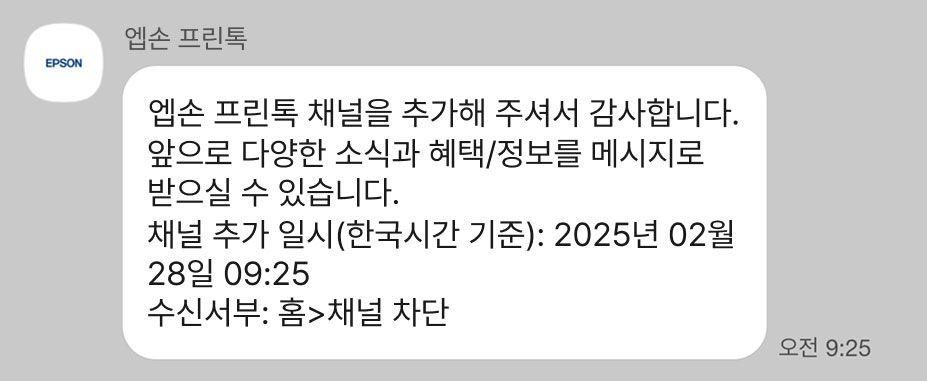 엡손 프린톡
EPSON
엡손 프린톡 채널을 추가해 주셔서 감사합니다.
앞으로 다양한 소식과 혜택/정보를 메시지로
받으실 수 있습니다.
채널 추가 일시(한국시간 기준): 2025년 02월
28일 09:25
수신서부: 홈>채널 차단
오전 9:25